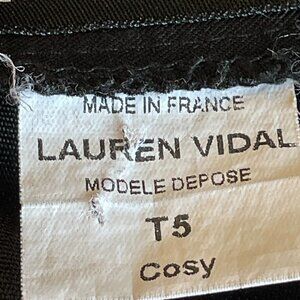 MADE IN FRANCE
LAUREN VIDAL
MODELE DEPOSE
T5
Cosy